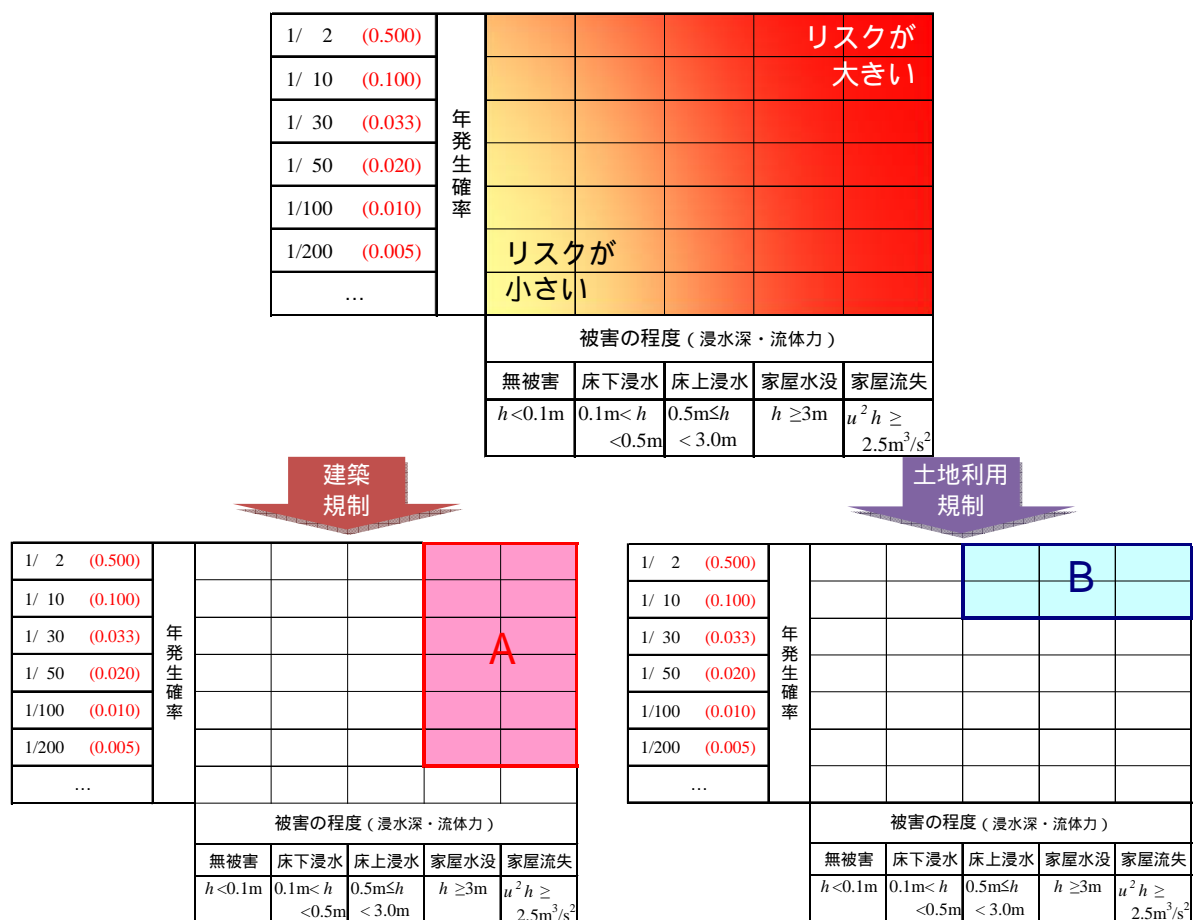 1/ 2 (0.500)
1/ 10 (0.100)
1/ 30 (0.033)
1/ 50 (0.020)
1/100 (0.010)
1/200 (0.005)
…
年発生確率
リスクが
大きい
リスクが
小さい
被害の程度（浸水深・流体力）
無被害 床下浸水 床上浸水 家屋水没 家屋流失
h<0.1m 0.1m< h 0.5m≤h h ≥3m u² h ≥
<0.5m < 3.0m 2.5m³/s²
建築
規制
土地利用
規制
1/ 2 (0.500)
1/ 10 (0.100)
1/ 30 (0.033)
1/ 50 (0.020)
1/100 (0.010)
1/200 (0.005)
…
年発生確率
A
被害の程度（浸水深・流体力）
無被害 床下浸水 床上浸水 家屋水没 家屋流失
h<0.1m 0.1m< h 0.5m≤h h ≥3m u² h ≥
<0.5m < 3.0m 2.5m³/s²
1/ 2 (0.500)
1/ 10 (0.100)
1/ 30 (0.033)
1/ 50 (0.020)
1/100 (0.010)
1/200 (0.005)
…
年発生確率
B
被害の程度（浸水深・流体力）
無被害 床下浸水 床上浸水 家屋水没 家屋流失
h<0.1m 0.1m< h 0.5m≤h h ≥3m u² h ≥
<0.5m < 3.0m 2.5m³/s²